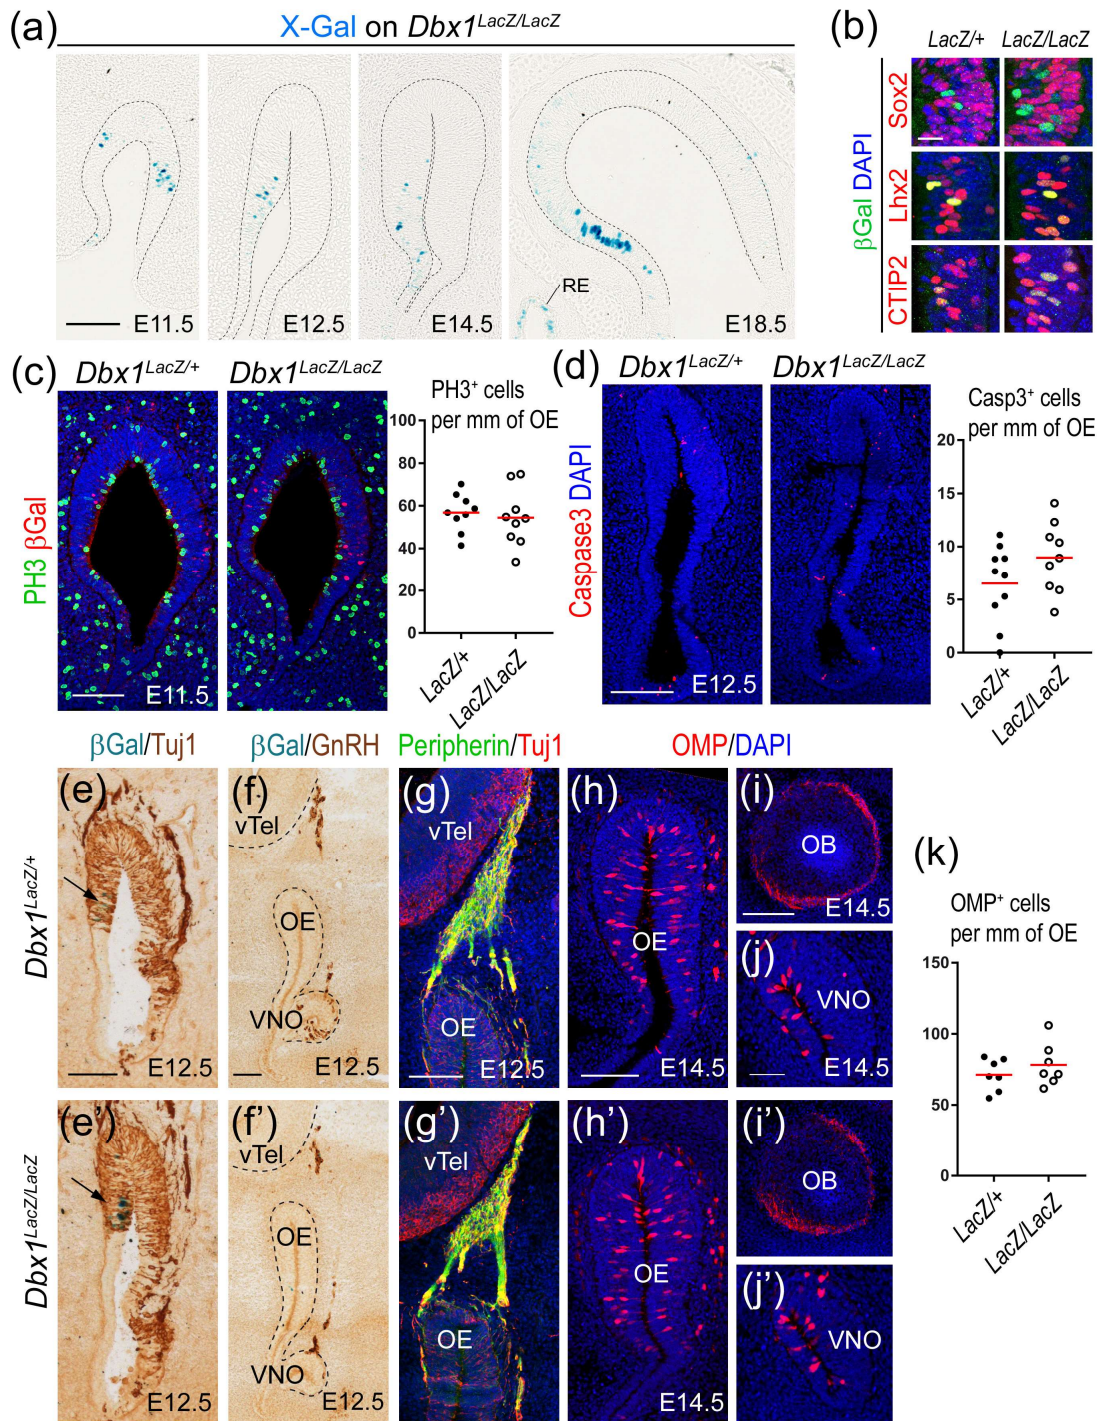 (a)
X-Gal on Dbx1LacZ/LacZ
E11.5
E12.5
E14.5
RE
E18.5
(b)
LacZ/+
LacZ/LacZ
Sox2
Lhx2
CTIP2
βGal DAPI
(c)
Dbx1LacZ/+
Dbx1LacZ/LacZ
PH3 βGal
E11.5
PH3+ cells
per mm of OE
100
80
60
40
20
0
LacZ/+
LacZ/LacZ
(d)
Dbx1LacZ/+
Dbx1LacZ/LacZ
Caspase3 DAPI
E12.5
Casp3+ cells
per mm of OE
20
15
10
5
0
LacZ/+
LacZ/LacZ
βGal/Tuj1
βGal/GnRH
Peripherin/Tuj1
OMP/DAPI
Dbx1LacZ/+
(e)
E12.5
(f)
vTel
OE
VNO
E12.5
(g)
vTel
OE
E12.5
(h)
OE
E14.5
(i)
OB
E14.5
(j)
VNO
E14.5
Dbx1LacZ/LacZ
(e')
E12.5
(f')
vTel
OE
VNO
E12.5
(g')
vTel
OE
E12.5
(h')
OE
E14.5
(i')
OB
(j')
VNO
(k)
OMP+ cells
per mm of OE
150
100
50
0
LacZ/+
LacZ/LacZ